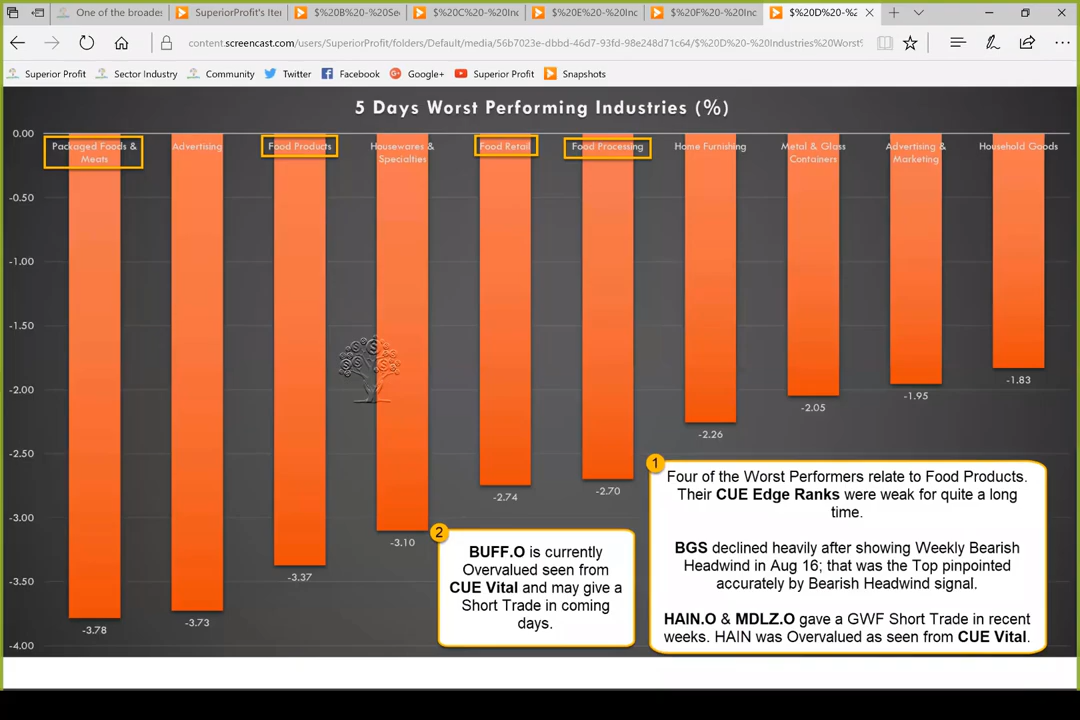 One of the broades
SuperiorProfit's Iter
$%20B%20-%20Se
$%20C%20-%20Inc
$%20E%20-%20Inc
$%20F%20-%20Inc
$%20D%20-%2
content.screencast.com/users/SuperiorProfit/folders/Default/media/56b7023e-dbbd-46d7-93fd-98e248d71c64/$%20D%20-%20Industries%20Worst%
Superior Profit
Sector Industry
Community
Twitter
Facebook
Google+
Superior Profit
Snapshots
5 Days Worst Performing Industries (%)
0.00
-0.50
-1.00
-1.50
-2.00
-2.50
-3.00
-3.50
-4.00
Packaged Foods &
Meats
Advertising
Food Products
Housewares &
Specialties
Food Retail
Food Processing
Home Furnishing
Metal & Glass
Containers
Advertising &
Marketing
Household Goods
-3.78
-3.73
-3.37
-3.10
-2.74
-2.70
-2.26
-2.05
-1.95
-1.83
1
Four of the Worst Performers relate to Food Products.
Their CUE Edge Ranks were weak for quite a long
time.
BGS declined heavily after showing Weekly Bearish
Headwind in Aug 16; that was the Top pinpointed
accurately by Bearish Headwind signal.
HAIN.O & MDLZ.O gave a GWF Short Trade in recent
weeks. HAIN was Overvalued as seen from CUE Vital.
2
BUFF.O is currently
Overvalued seen from
CUE Vital and may give a
Short Trade in coming
days.